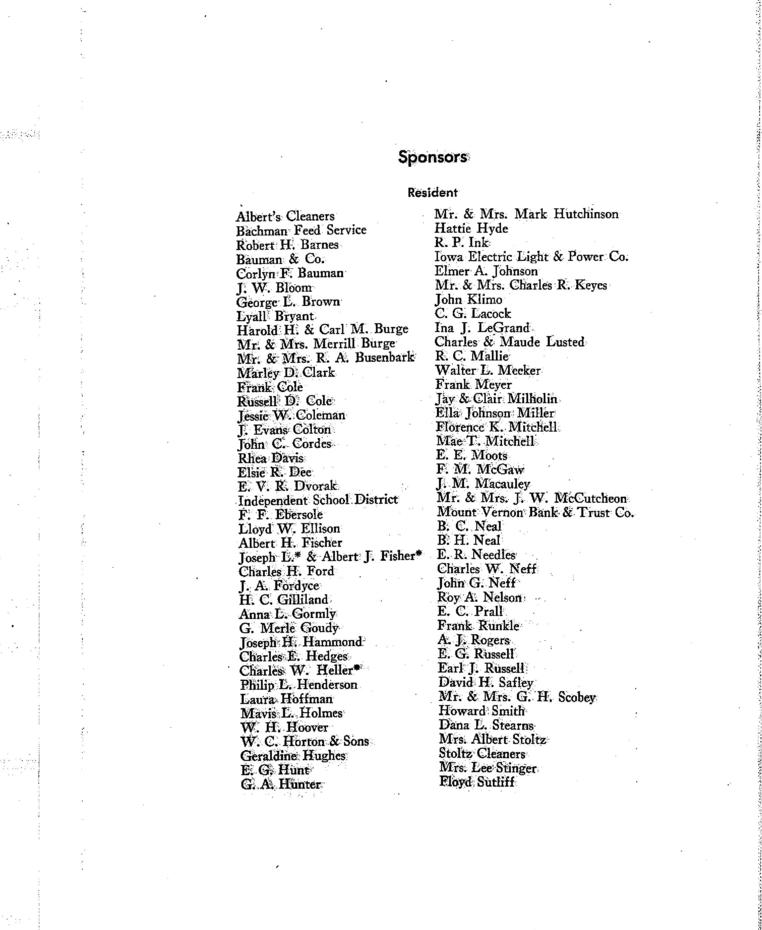 Sponsors
Resident
Albert's Cleaners
Bachman Feed Service
Robert H. Barnes
Bauman & Co.
Corlyn F. Bauman
J. W. Bloom
George L. Brown
Lyall Bryant
Harold H. & Carl M. Burge
Mr. & Mrs. Merrill Burge
Mr. & Mrs. R. A. Busenbark
Marley D. Clark
Frank Cole
Russell D. Cole
Jessie W. Coleman
J. Evans Colton
John C. Cordes
Rhea Davis
Elsie R. Dee
E. V. R. Dvorak
Independent School District
F. F. Ebersole
Lloyd W. Ellison
Albert H. Fischer
Joseph L.* & Albert J. Fisher*
Charles H. Ford
J. A. Fordyce
H. C. Gilliland
Anna L. Gormly
G. Merle Goudy
Joseph H. Hammond
Charles E. Hedges
Charles W. Heller*
Philip L. Henderson
Laura Hoffman
Mavis L. Holmes
W. H. Hoover
W. C. Horton & Sons
Geraldine Hughes
E. G. Hunt
G. A. Hunter
Mr. & Mrs. Mark Hutchinson
Hattie Hyde
R. P. Ink
Iowa Electric Light & Power Co.
Elmer A. Johnson
Mr. & Mrs. Charles R. Keyes
John Klimo
C. G. Lacock
Ina J. LeGrand
Charles & Maude Lusted
R. C. Mallie
Walter L. Meeker
Frank Meyer
Jay & Clair Milholin
Ella Johnson Miller
Florence K. Mitchell
Mae T. Mitchell
E. E. Moots
F. M. McGaw
J. M. Macauley
Mr. & Mrs. J. W. McCutcheon
Mount Vernon Bank & Trust Co.
B. C. Neal
B. H. Neal
E. R. Needles
Charles W. Neff
John G. Neff
Roy A. Nelson
E. C. Prall
Frank Runkle
A. J. Rogers
E. G. Russell
Earl J. Russell
David H. Safley
Mr. & Mrs. G. H. Scobey
Howard Smith
Dana L. Stearns
Mrs. Albert Stoltz
Stoltz Cleaners
Mrs. Lee Stinger
Floyd Sutliff